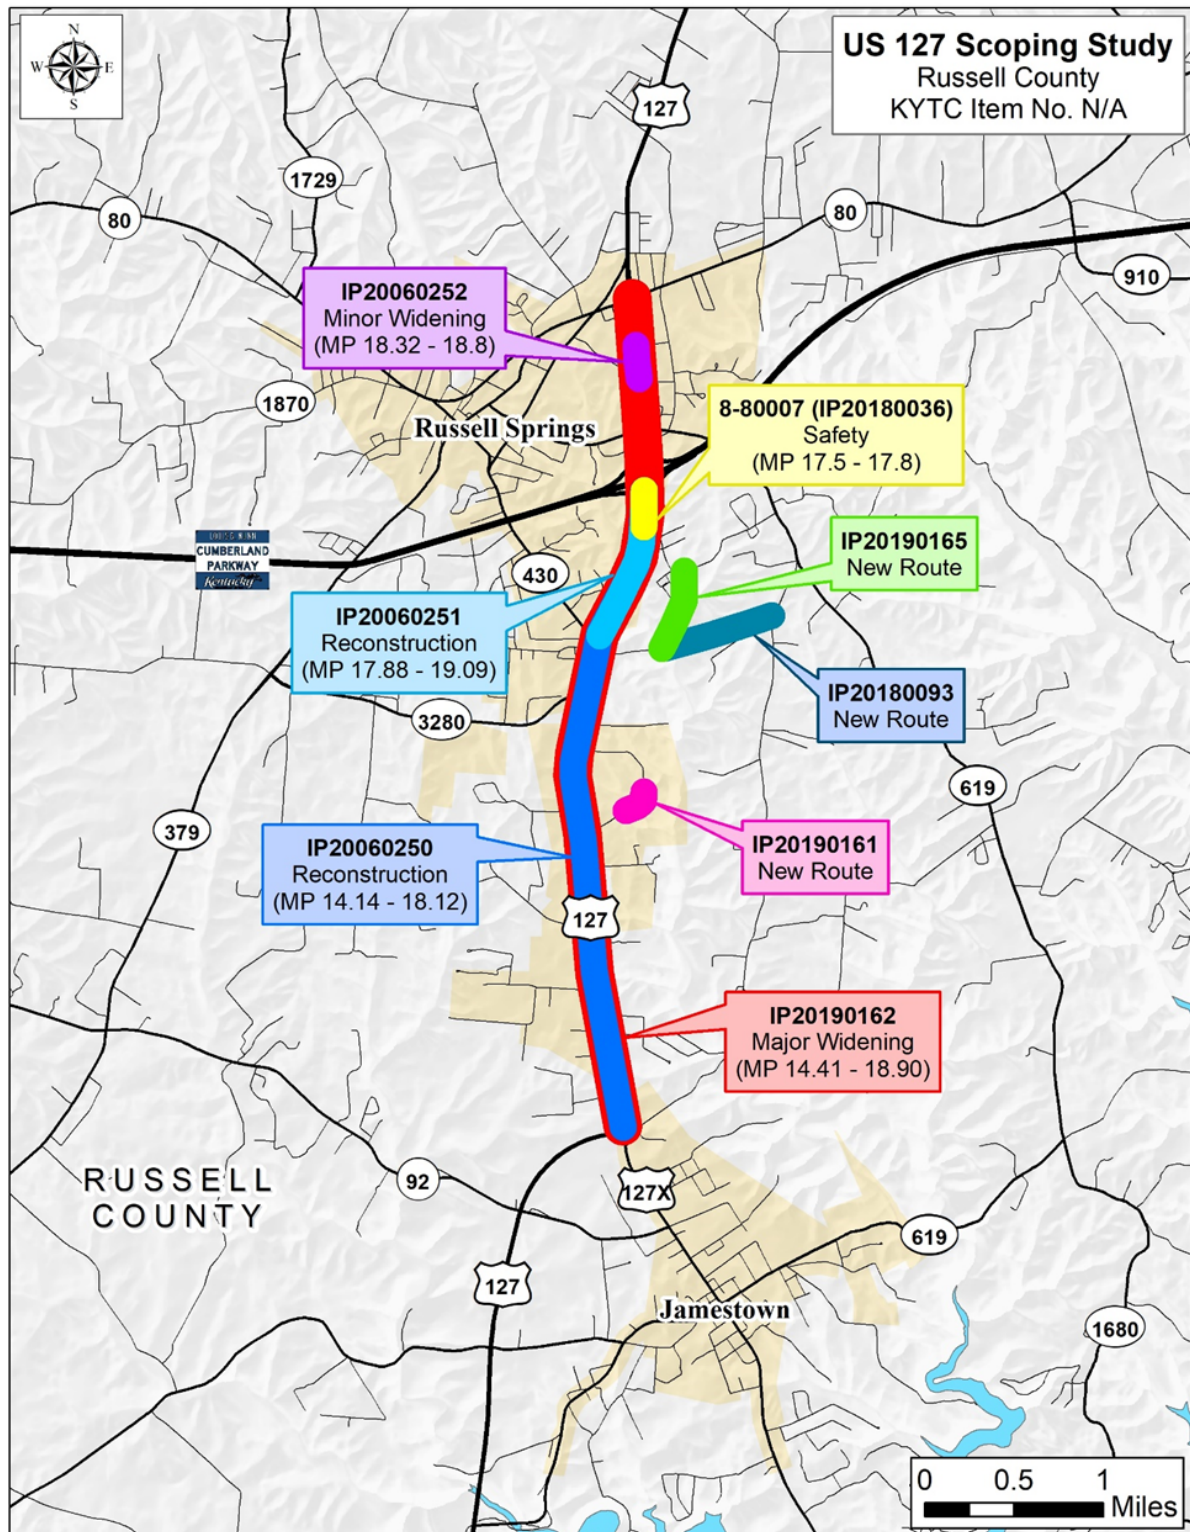 US 127 Scoping Study
Russell County
KYTC Item No. N/A
N
W
E
S
127
1729
80
80
910
IP20060252
Minor Widening
(MP 18.32 - 18.8)
1870
8-80007 (IP20180036)
Safety
(MP 17.5 - 17.8)
Russell Springs
CUMBERLAND
PARKWAY
Kentucky
430
IP20190165
New Route
IP20060251
Reconstruction
(MP 17.88 - 19.09)
IP20180093
New Route
3280
619
379
IP20060250
Reconstruction
(MP 14.14 - 18.12)
IP20190161
New Route
127
IP20190162
Major Widening
(MP 14.41 - 18.90)
RUSSELL
COUNTY
92
127X
619
127
Jamestown
1680
0 0.5 1
Miles